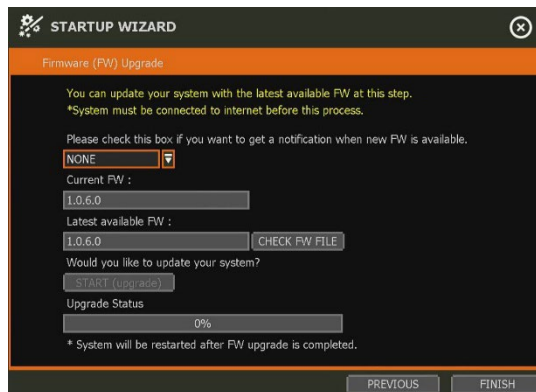 STARTUP WIZARD
Firmware (FW) Upgrade
You can update your system with the latest available FW at this step.
*System must be connected to internet before this process.
Please check this box if you want to get a notification when new FW is available.
NONE
Current FW :
1.0.6.0
Latest available FW :
1.0.6.0 CHECK FW FILE
Would you like to update your system?
START (upgrade)
Upgrade Status
0%
* System will be restarted after FW upgrade is completed.
PREVIOUS FINISH